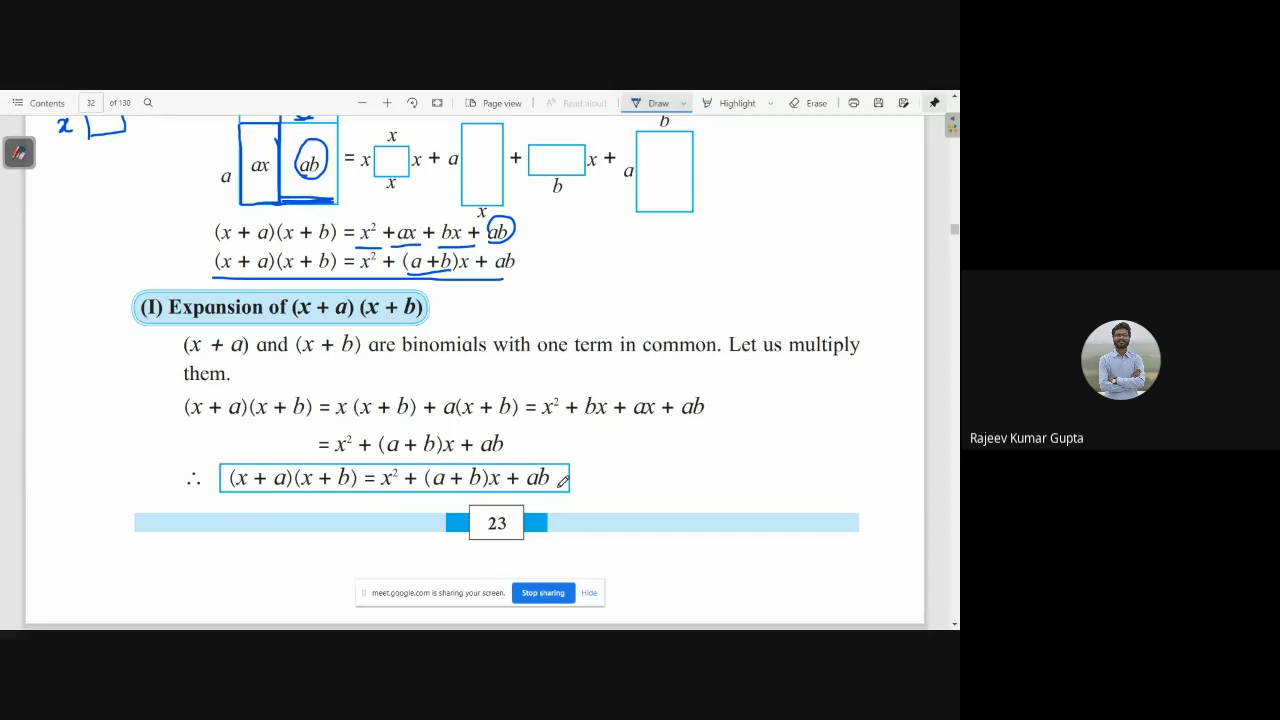 Contents 32 of 130 Page view Read aloud Draw Highlight Erase
x
a ax ab = x x x x + a x + b x + a b
(x + a)(x + b) = x² + ax + bx + ab
(x + a)(x + b) = x² + (a +b)x + ab
(I) Expansion of (x + a) (x + b)
(x + a) and (x + b) are binomials with one term in common. Let us multiply
them.
(x + a)(x + b) = x (x + b) + a(x + b) = x² + bx + ax + ab
= x² + (a + b)x + ab
∴ (x + a)(x + b) = x² + (a + b)x + ab
23
meet.google.com is sharing your screen. Stop sharing Hide
Rajeev Kumar Gupta